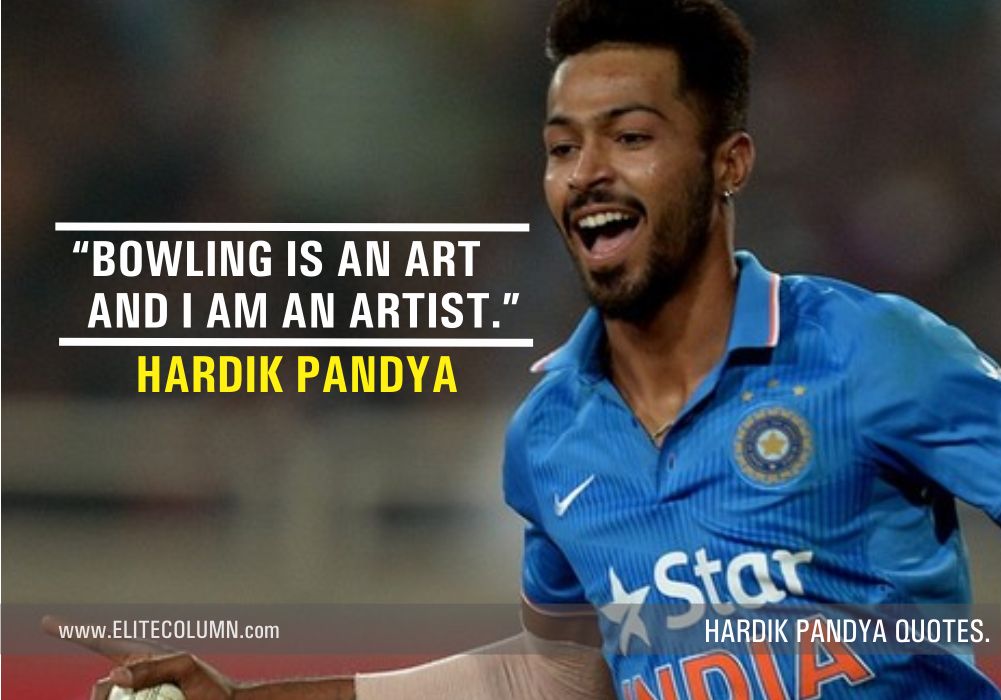 “BOWLING IS AN ART
AND I AM AN ARTIST.”
HARDIK PANDYA
Star
INDIA
www.ELITECOLUMN.com
HARDIK PANDYA QUOTES.